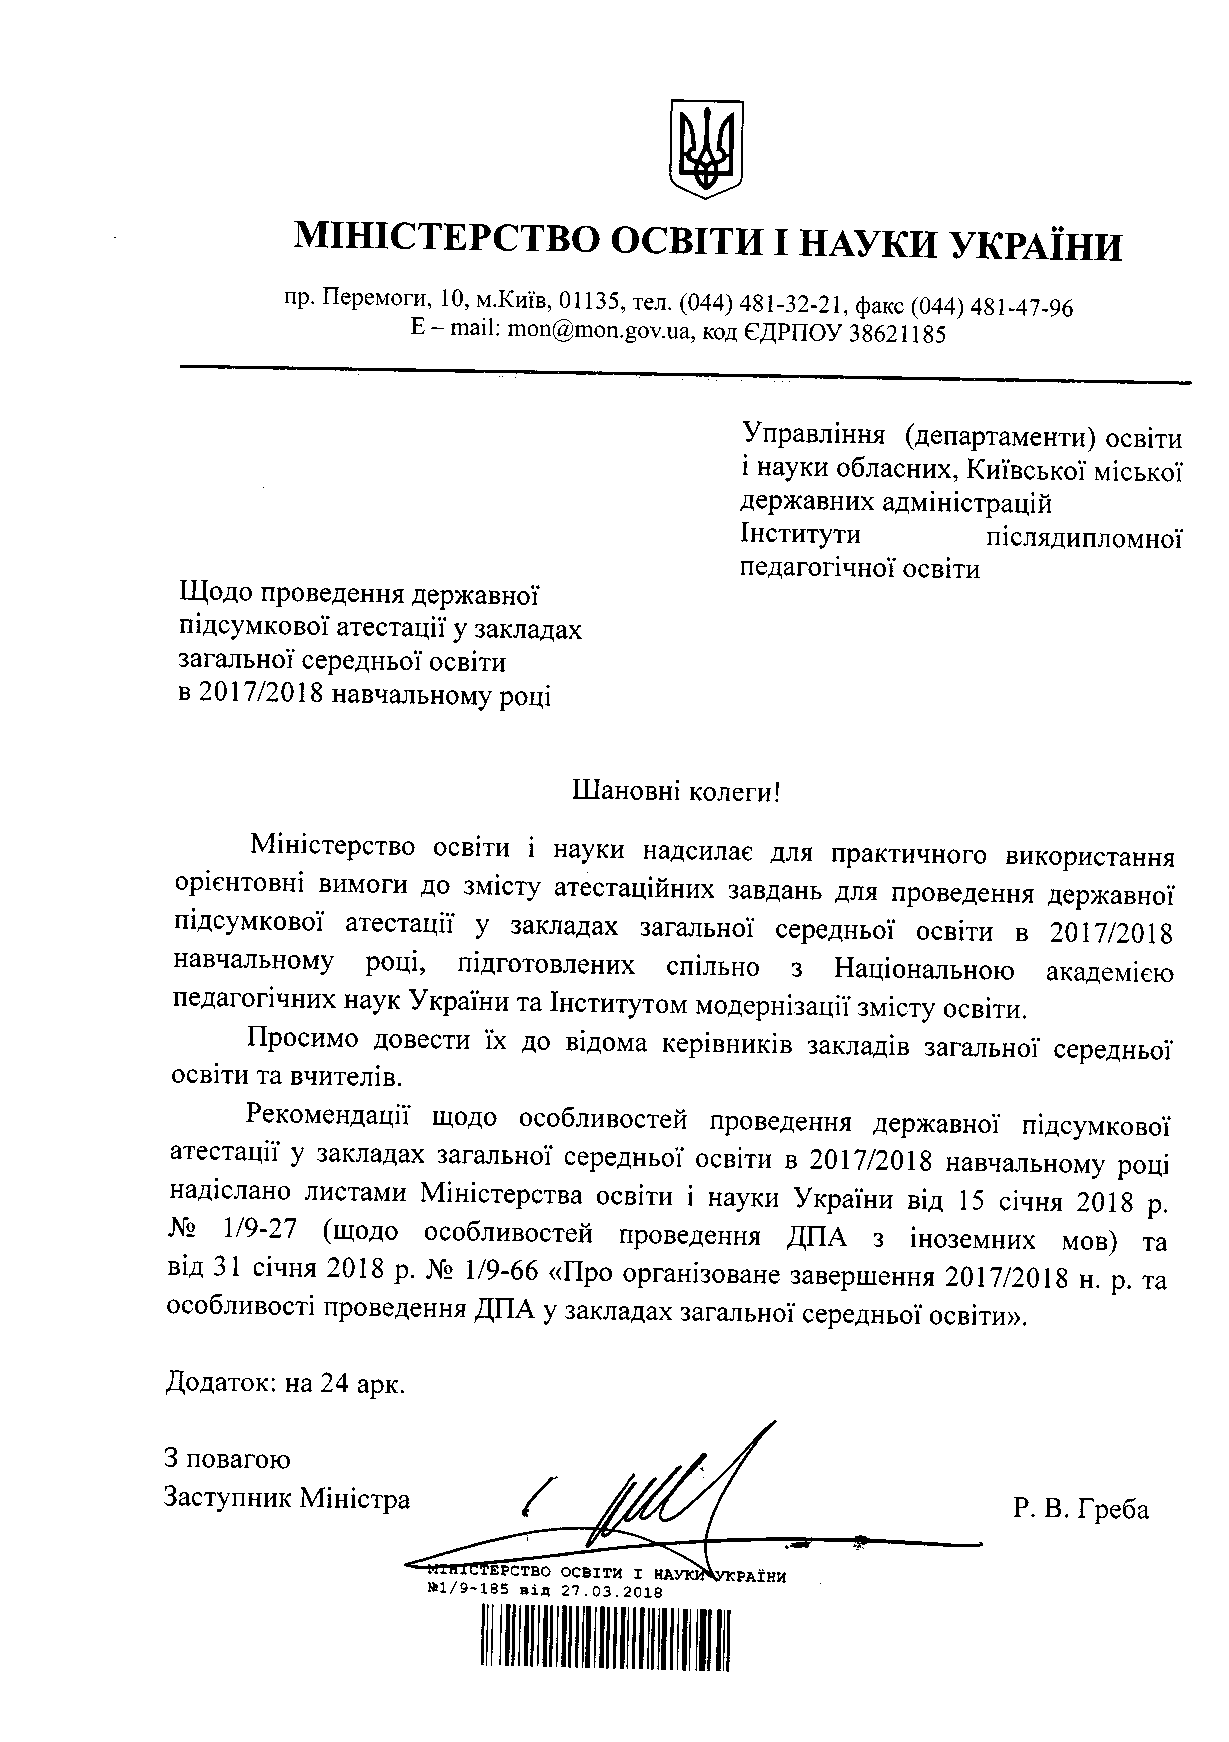 МІНІСТЕРСТВО ОСВІТИ І НАУКИ УКРАЇНИ
пр. Перемоги, 10, м.Київ, 01135, тел. (044) 481-32-21, факс (044) 481-47-96
E – mail: mon@mon.gov.ua, код ЄДРПОУ 38621185
Управління (департаменти) освіти
і науки обласних, Київської міської
державних адміністрацій
Інститути післядипломної
педагогічної освіти
Щодо проведення державної
підсумкової атестації у закладах
загальної середньої освіти
в 2017/2018 навчальному році
Шановні колеги!
Міністерство освіти і науки надсилає для практичного використання
орієнтовні вимоги до змісту атестаційних завдань для проведення державної
підсумкової атестації у закладах загальної середньої освіти в 2017/2018
навчальному році, підготовлених спільно з Національною академією
педагогічних наук України та Інститутом модернізації змісту освіти.
Просимо довести їх до відома керівників закладів загальної середньої
освіти та вчителів.
Рекомендації щодо особливостей проведення державної підсумкової
атестації у закладах загальної середньої освіти в 2017/2018 навчальному році
надіслано листами Міністерства освіти і науки України від 15 січня 2018 р.
№ 1/9-27 (щодо особливостей проведення ДПА з іноземних мов) та
від 31 січня 2018 р. № 1/9-66 «Про організоване завершення 2017/2018 н. р. та
особливості проведення ДПА у закладах загальної середньої освіти».
Додаток: на 24 арк.
З повагою
Заступник Міністра
Р. В. Греба
МІНІСТЕРСТВО ОСВІТИ І НАУКИ УКРАЇНИ
№1/9-185 від 27.03.2018